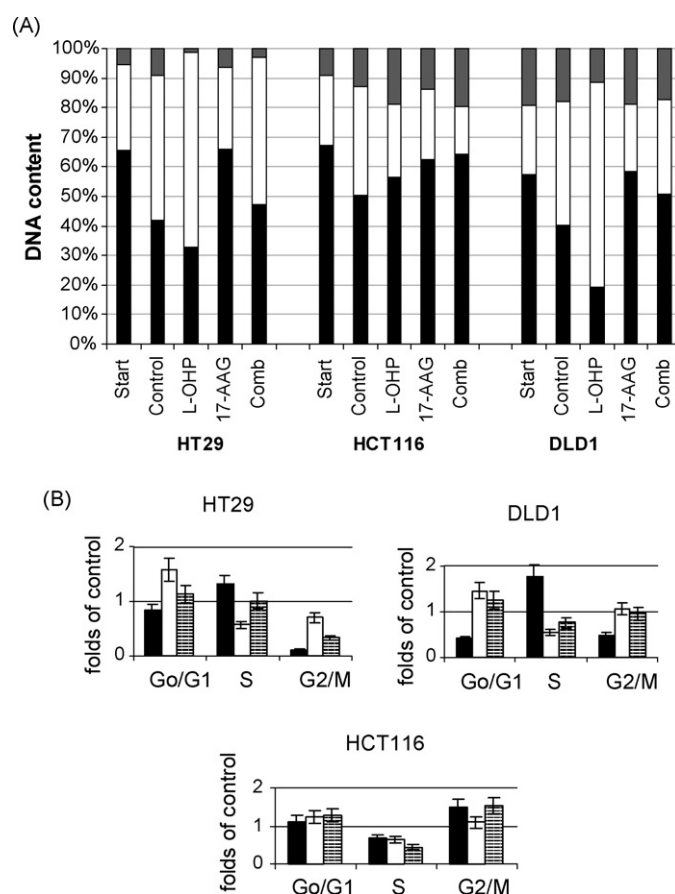 (A)
100%
90%
80%
70%
60%
50%
40%
30%
20%
10%
0%
DNA content
Start Control L-OHP 17-AAG Comb Start Control L-OHP 17-AAG Comb Start Control L-OHP 17-AAG Comb
HT29 HCT116 DLD1
(B)
HT29
2
1
0
folds of control
Go/G1 S G2/M
DLD1
2
1
0
folds of control
Go/G1 S G2/M
HCT116
2
1
0
folds of control
Go/G1 S G2/M